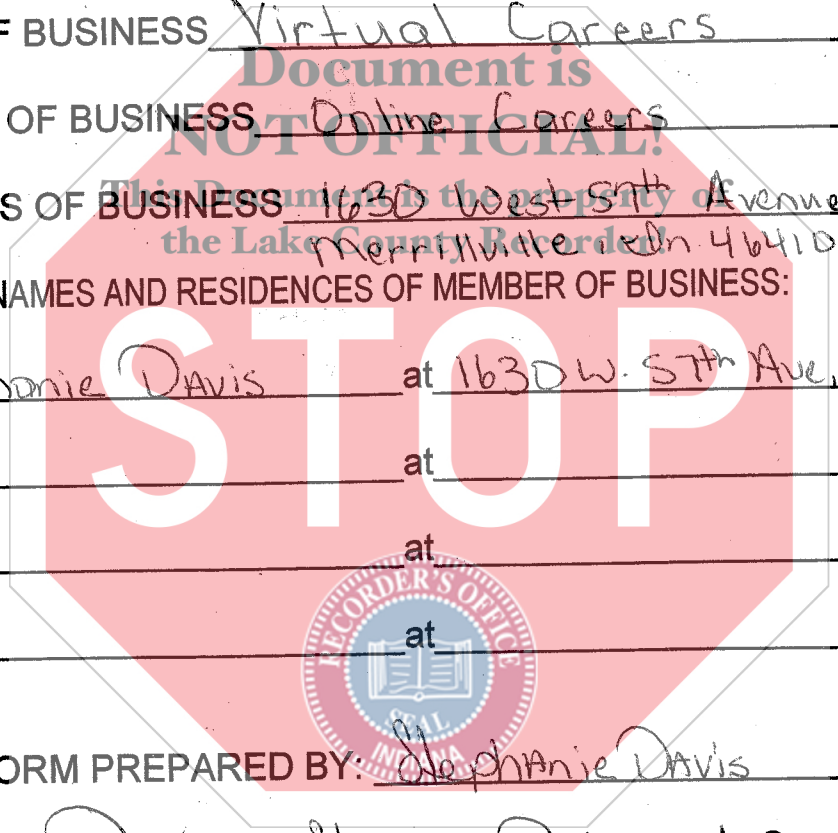 F BUSINESS Virtual Careers
Document is
OF BUSINESS Online Careers
NOT OFFICIAL!
S OF BUSINESS 1630 West 57th Avenue
This Document is the property of
Merrillville, Indn 46410
the Lake County Recorder!
NAMES AND RESIDENCES OF MEMBER OF BUSINESS:
STOP
onie DAVIS at 1630 W. 57th Ave.,
at
at
RECORDER'S OFFICE
at
SEAL
INDIANA
ORM PREPARED BY: StephAnie DAVIS